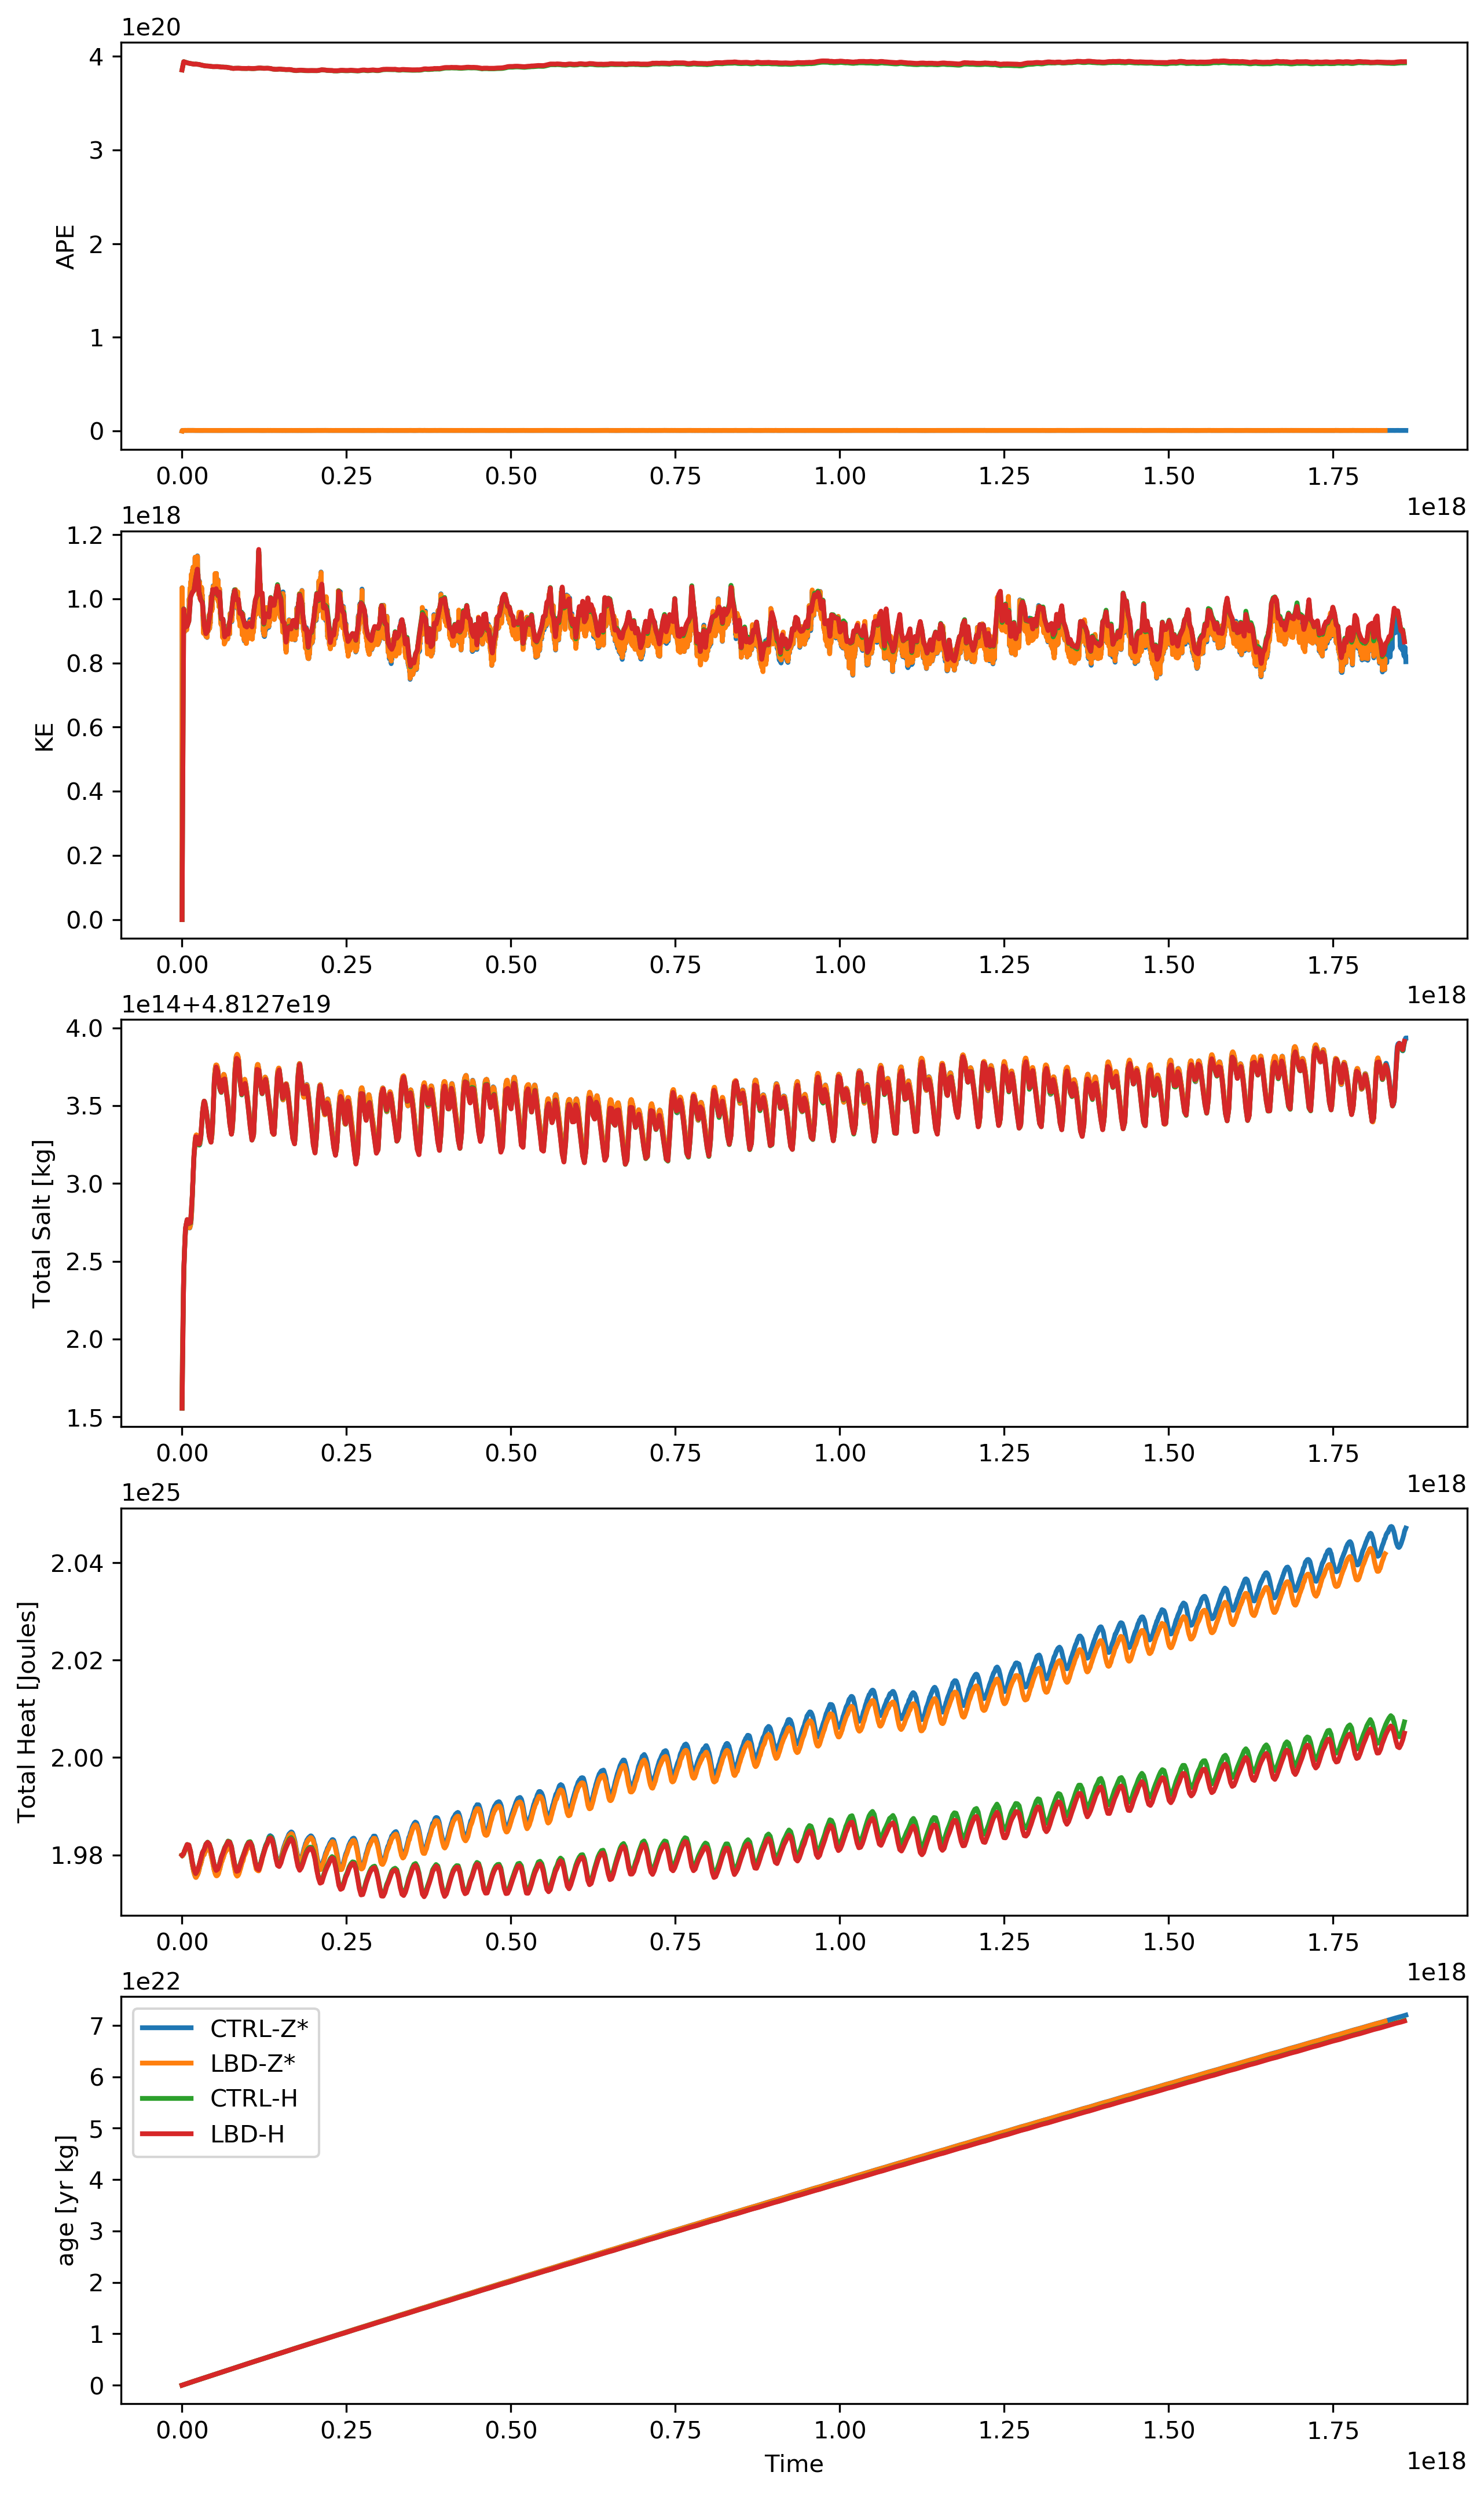 1e20
4
3
2
1
0
APE
0.00 0.25 0.50 0.75 1.00 1.25 1.50 1.75
1e18
1e18
1.2
1.0
0.8
0.6
0.4
0.2
0.0
KE
0.00 0.25 0.50 0.75 1.00 1.25 1.50 1.75
1e18
1e14+4.8127e19
4.0
3.5
3.0
2.5
2.0
1.5
Total Salt [kg]
0.00 0.25 0.50 0.75 1.00 1.25 1.50 1.75
1e18
1e25
2.04
2.02
2.00
1.98
Total Heat [Joules]
0.00 0.25 0.50 0.75 1.00 1.25 1.50 1.75
1e18
1e22
7
6
5
4
3
2
1
0
age [yr kg]
CTRL-Z*
LBD-Z*
CTRL-H
LBD-H
0.00 0.25 0.50 0.75 1.00 1.25 1.50 1.75
Time
1e18